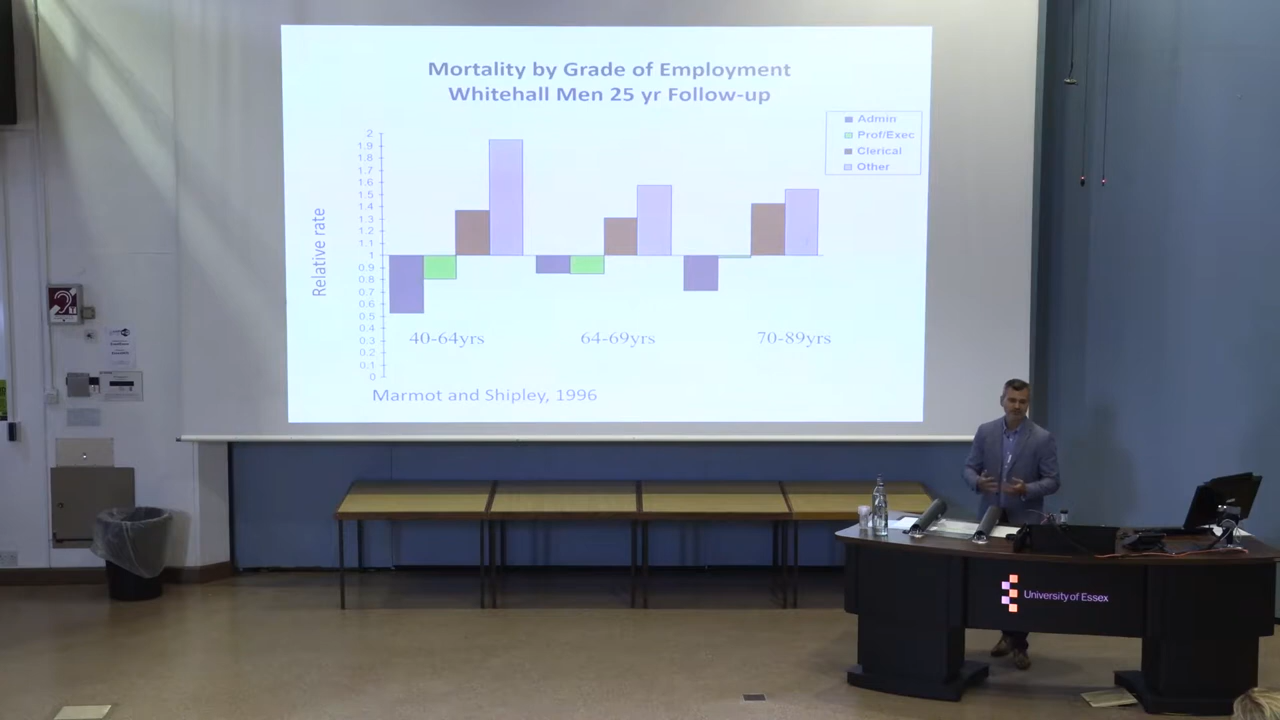 Mortality by Grade of Employment
Whitehall Men 25 yr Follow-up
Admin
Prof/Exec
Clerical
Other
Relative rate
2
1.9
1.8
1.7
1.6
1.5
1.4
1.3
1.2
1.1
1
0.9
0.8
0.7
0.6
0.5
0.4
0.3
0.2
0.1
0
40-64yrs
64-69yrs
70-89yrs
Marmot and Shipley, 1996
T
University of Essex